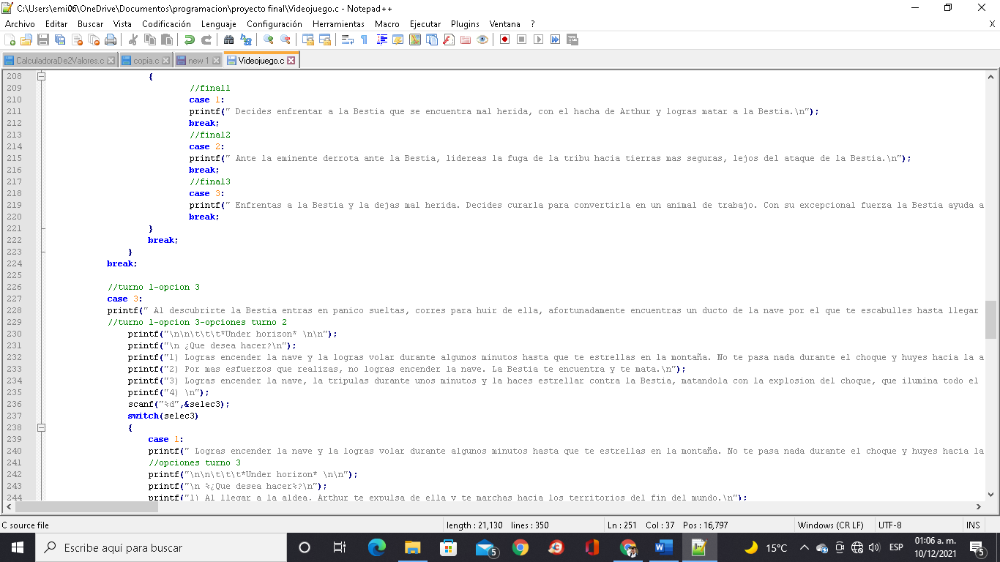 C:\Users\emi06\OneDrive\Documentos\programacion\proyecto final\Videojuego.c - Notepad++
Archivo Editar Buscar Vista Codificación Lenguaje Configuración Herramientas Macro Ejecutar Plugins Ventana ? X
CalculadoraDe2Valores.c copia.c new 1 Videojuego.c
208 {
209 //final1
210 case 1:
211 printf(" Decides enfrentar a la Bestia que se encuentra mal herida, con el hacha de Arthur y logras matar a la Bestia.\n");
212 break;
213 //final2
214 case 2:
215 printf(" Ante la eminente derrota ante la Bestia, lidereas la fuga de la tribu hacia tierras mas seguras, lejos del ataque de la Bestia.\n");
216 break;
217 //final3
218 case 3:
219 printf(" Enfrentas a la Bestia y la dejas mal herida. Decides curarla para convertirla en un animal de trabajo. Con su excepcional fuerza la Bestia ayuda a
220 break;
221 }
222 break;
223 }
224 break;
225
226 //turno 1-opcion 3
227 case 3:
228 printf(" Al descubrirte la Bestia entras en panico sueltas, corres para huir de ella, afortunadamente encuentras un ducto de la nave por el que te escabulles hasta llegar
229 //turno 1-opcion 3-opciones turno 2
230 printf("\n\n\t\t\t*Under horizon* \n\n");
231 printf("\n ¿Que desea hacer?\n");
232 printf("1) Logras encender la nave y la logras volar durante algunos minutos hasta que te estrellas en la montaña. No te pasa nada durante el choque y huyes hacia la a
233 printf("2) Por mas esfuerzos que realizas, no logras encender la nave. La Bestia te encuentra y te mata.\n");
234 printf("3) Logras encender la nave, la tripulas durante unos minutos y la haces estrellar contra la Bestia, matandola con la explosion del choque, que ilumina todo el
235 printf("4) \n");
236 scanf("%d",&selec3);
237 switch(selec3)
238 {
239 case 1:
240 printf(" Logras encender la nave y la logras volar durante algunos minutos hasta que te estrellas en la montaña. No te pasa nada durante el choque y huyes hacia la
241 //opciones turno 3
242 printf("\n\n\t\t\t*Under horizon* \n\n");
243 printf("\n %¿Que desea hacer%?\n");
244 printf("1) Al llegar a la aldea, Arthur te expulsa de ella y te marchas hacia los territorios del fin del mundo.\n");
C source file length : 21,130 lines : 350 Ln : 251 Col : 37 Pos : 16,797 Windows (CR LF) UTF-8 INS
Escribe aquí para buscar 5 15°C ESP 01:06 a. m. 5
10/12/2021